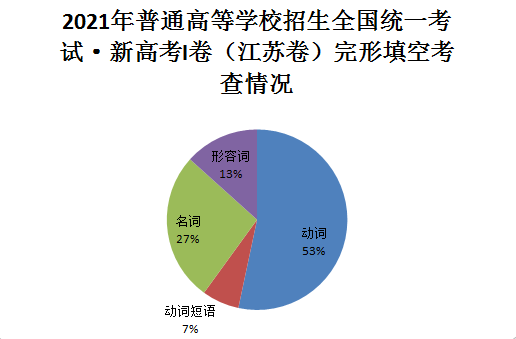 2021年普通高等学校招生全国统一考
试·新高考I卷（江苏卷）完形填空考
查情况
形容词
13%
名词
27%
动词
53%
动词短语
7%